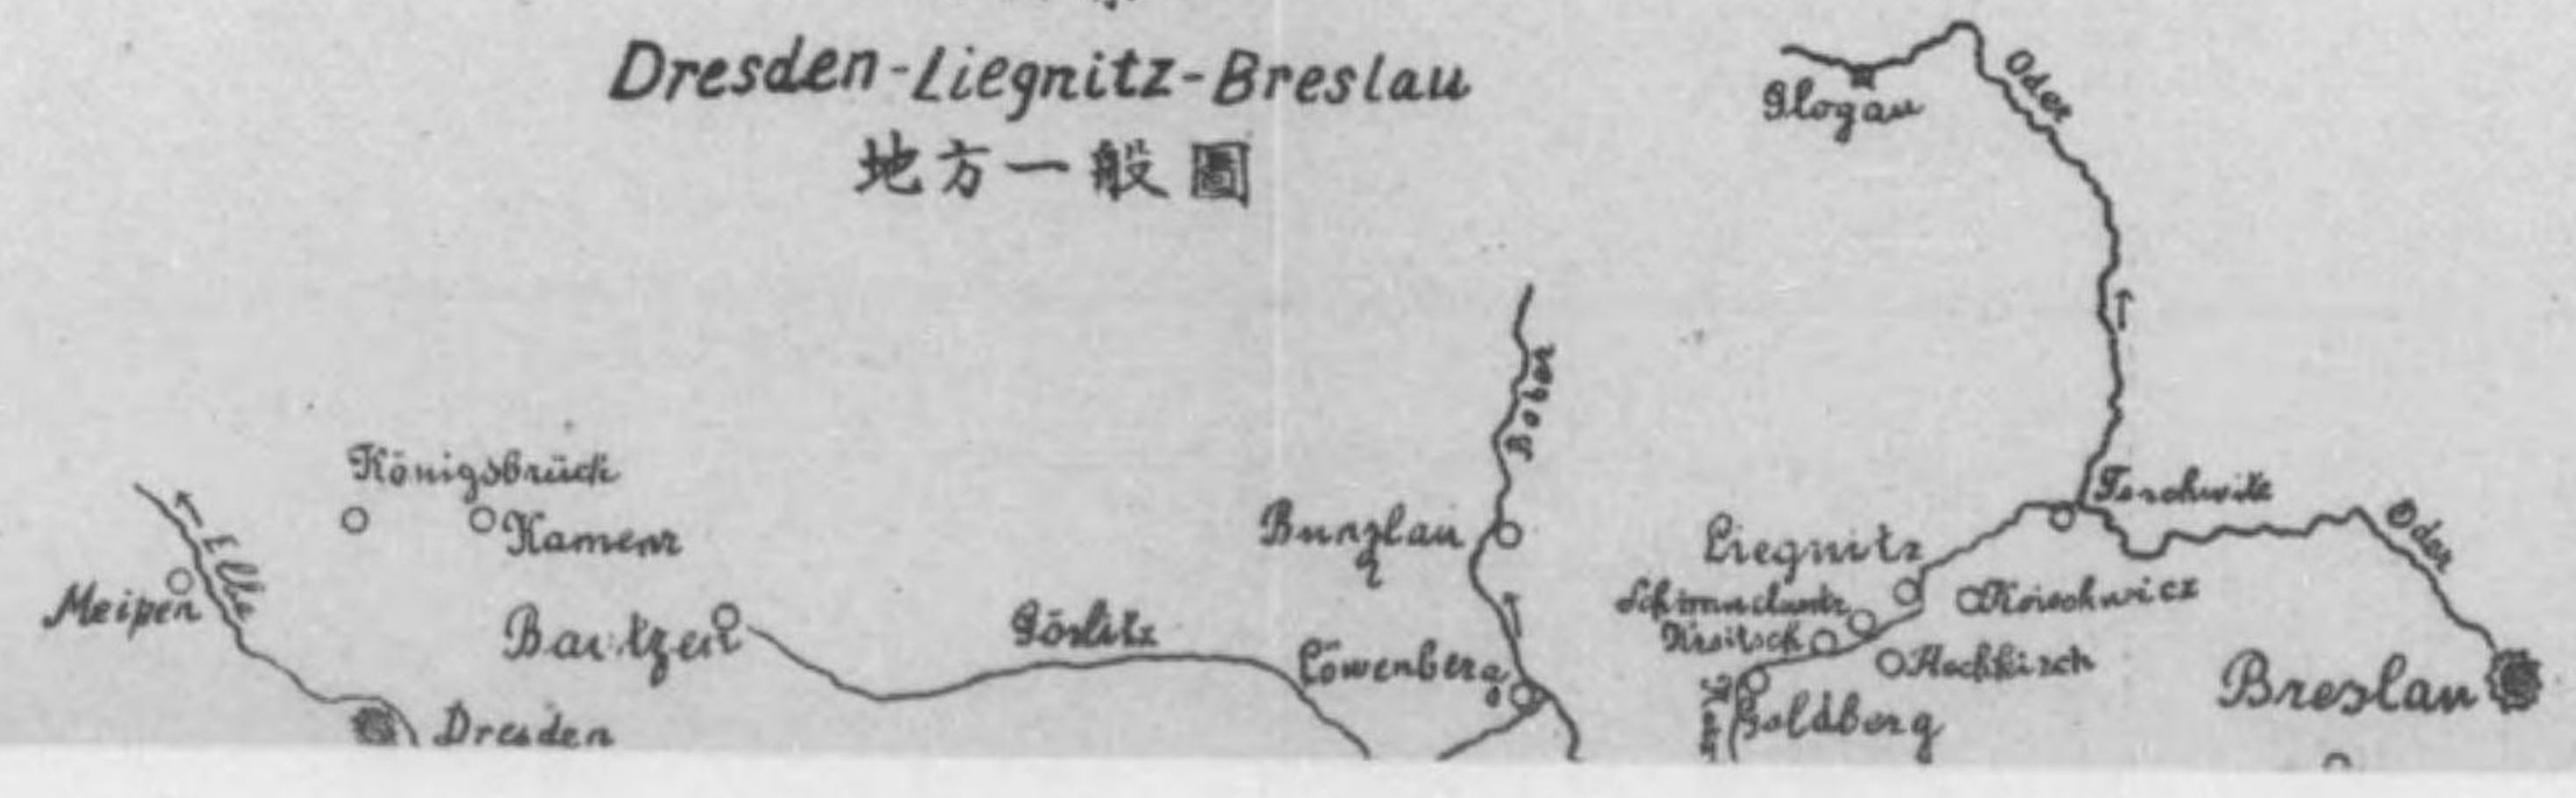 Dresden-Liegnitz-Breslau
地方一般圖
Glogau
Oder
Bober
Königsbrück
Kamenz
Elbe
Meißen
Bautzen
Dresden
Görlitz
Bunzlau
Löwenberg
Liegnitz
Koischwicz
Hochkirch
Goldberg
Oder
Breslau